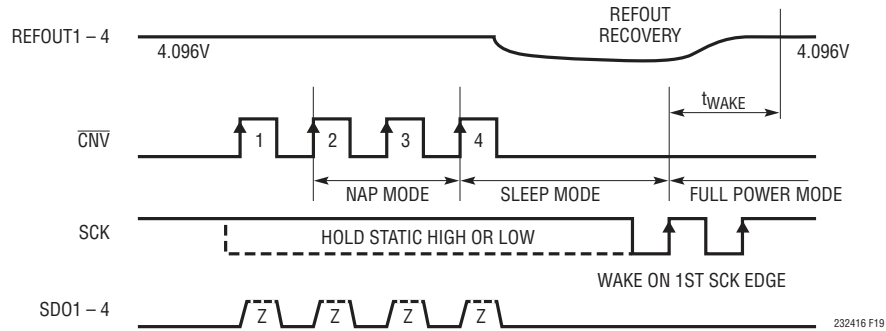 REFOUT
RECOVERY
REFOUT1 – 4
4.096V
4.096V
tWAKE
CNV
1
2
3
4
NAP MODE
SLEEP MODE
FULL POWER MODE
SCK
HOLD STATIC HIGH OR LOW
WAKE ON 1ST SCK EDGE
SDO1 – 4
Z
Z
Z
Z
232416 F19